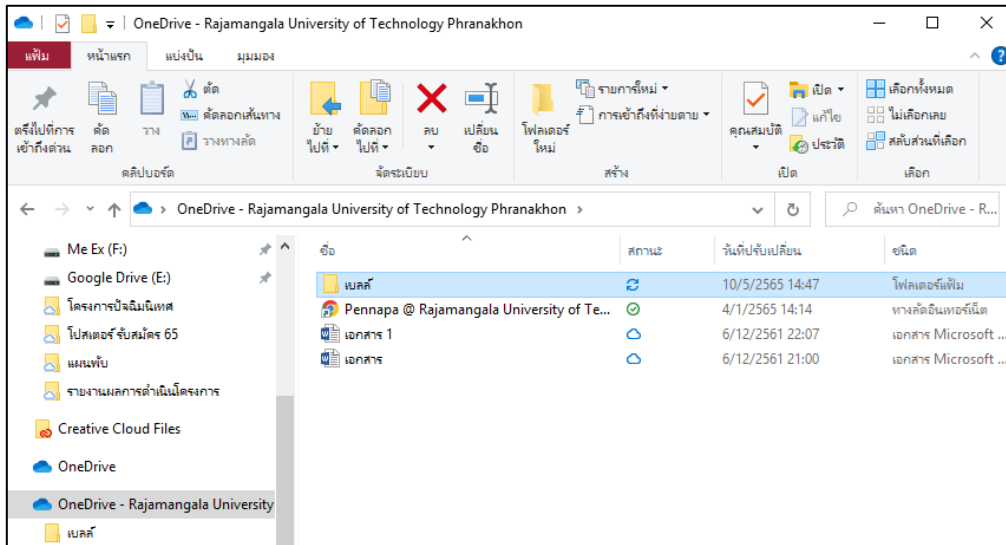 OneDrive - Rajamangala University of Technology Phranakhon
แฟ้ม หน้าแรก แบ่งปัน มุมมอง
ตรึงไปที่การเข้าถึงด่วน
คัดลอก
วาง
ตัด
คัดลอกเส้นทาง
วางทางลัด
คลิปบอร์ด
ย้ายไปที่
คัดลอกไปที่
ลบ
เปลี่ยนชื่อ
จัดระเบียบ
โฟลเดอร์ใหม่
รายการใหม่
การเข้าถึงที่ง่ายดาย
สร้าง
คุณสมบัติ
เปิด
แก้ไข
ประวัติ
เปิด
เลือกทั้งหมด
ไม่เลือกเลย
สลับส่วนที่เลือก
เลือก
OneDrive - Rajamangala University of Technology Phranakhon
ค้นหา OneDrive - R...
Me Ex (F:)
Google Drive (E:)
โครงการปัจฉิมนิเทศ
โปสเตอร์ รับสมัคร 65
แผนพับ
รายงานผลการดำเนินโครงการ
Creative Cloud Files
OneDrive
OneDrive - Rajamangala University
เบลล์
ชื่อ สถานะ วันที่ปรับเปลี่ยน ชนิด
เบลล์ 10/5/2565 14:47 โฟลเดอร์แฟ้ม
Pennapa @ Rajamangala University of Te... 4/1/2565 14:14 ทางลัดอินเทอร์เน็ต
เอกสาร 1 6/12/2561 22:07 เอกสาร Microsoft ...
เอกสาร 6/12/2561 21:00 เอกสาร Microsoft ...